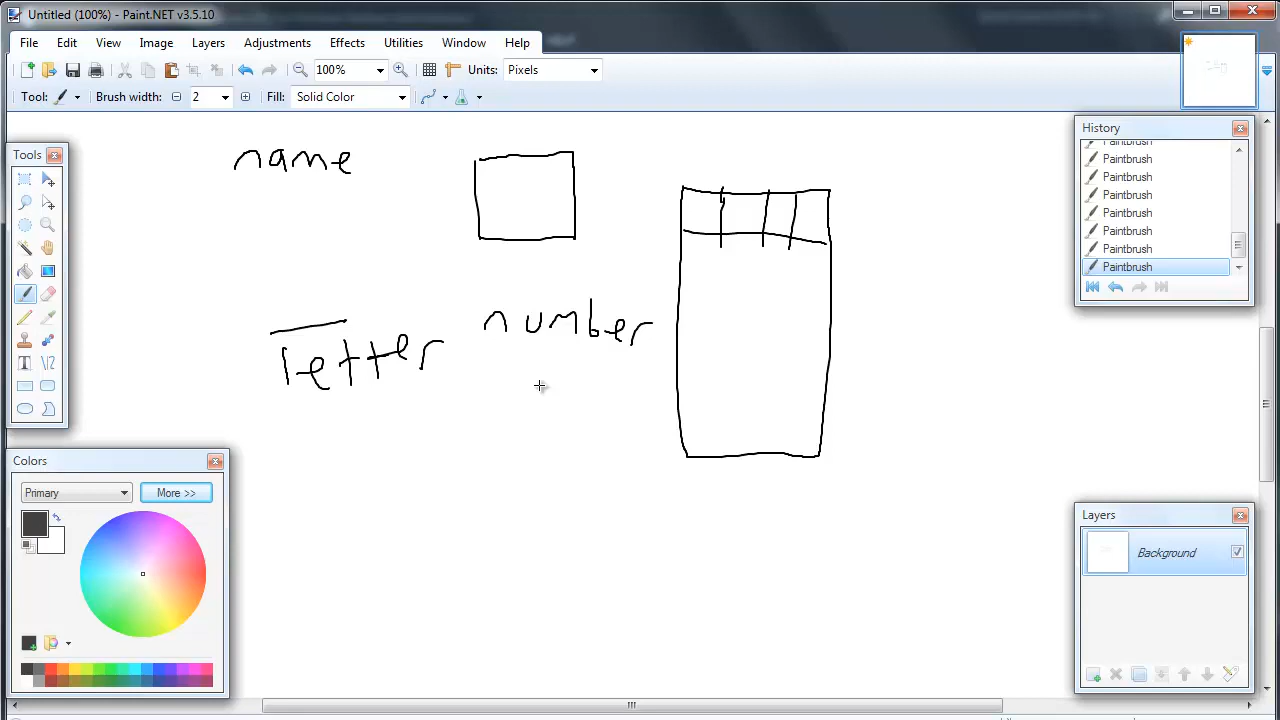 Untitled (100%) - Paint.NET v3.5.10
File Edit View Image Layers Adjustments Effects Utilities Window Help
100% Units: Pixels
Tool: Brush width: 2 Fill: Solid Color
Tools
name
letter
number
History
Paintbrush
Paintbrush
Paintbrush
Paintbrush
Paintbrush
Paintbrush
Paintbrush
Paintbrush
Colors
Primary More >>
Layers
Background